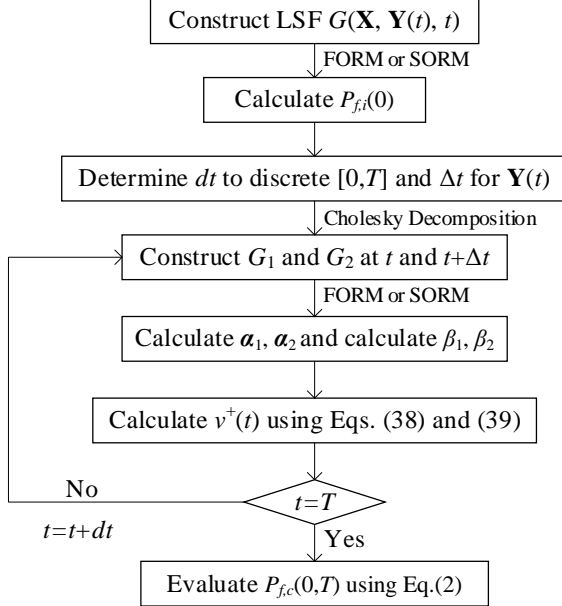 Construct LSF G(X, Y(t), t)
FORM or SORM
Calculate P_{f,i}(0)
Determine dt to discrete [0,T] and Δt for Y(t)
Cholesky Decomposition
Construct G₁ and G₂ at t and t+Δt
FORM or SORM
Calculate α₁, α₂ and calculate β₁, β₂
Calculate v⁺(t) using Eqs. (38) and (39)
No
t=T
t=t+dt
Yes
Evaluate P_{f,c}(0,T) using Eq.(2)